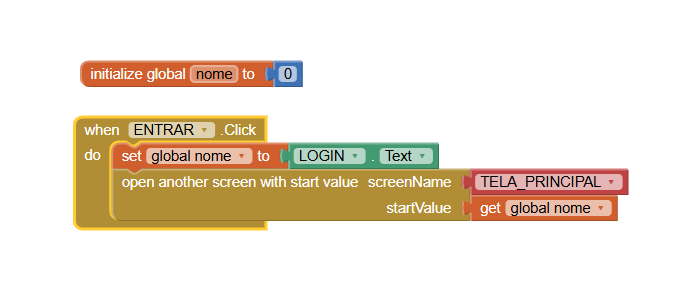 initialize global nome to 0
when ENTRAR .Click
do set global nome to LOGIN . Text
open another screen with start value screenName TELA_PRINCIPAL
startValue get global nome